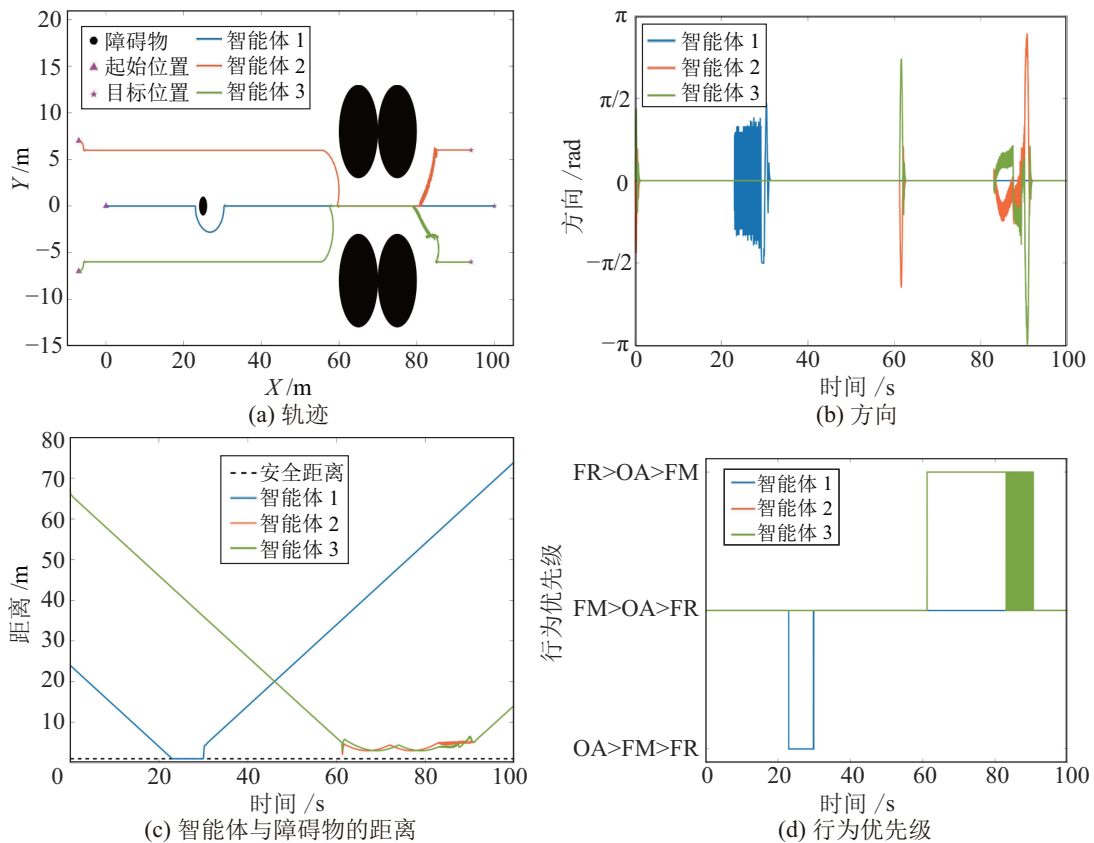 20
15
10
5
0
−5
−10
−15
Y /m
障碍物
起始位置
目标位置
智能体 1
智能体 2
智能体 3
0 20 40 60 80 100
X /m
(a) 轨迹
π
π/2
0
−π/2
−π
方向 /rad
智能体 1
智能体 2
智能体 3
0 20 40 60 80 100
时间 /s
(b) 方向
80
70
60
50
40
30
20
10
距离 /m
安全距离
智能体 1
智能体 2
智能体 3
0 20 40 60 80 100
时间 /s
(c) 智能体与障碍物的距离
FR>OA>FM
FM>OA>FR
OA>FM>FR
行为优先级
智能体 1
智能体 2
智能体 3
0 20 40 60 80 100
时间 /s
(d) 行为优先级